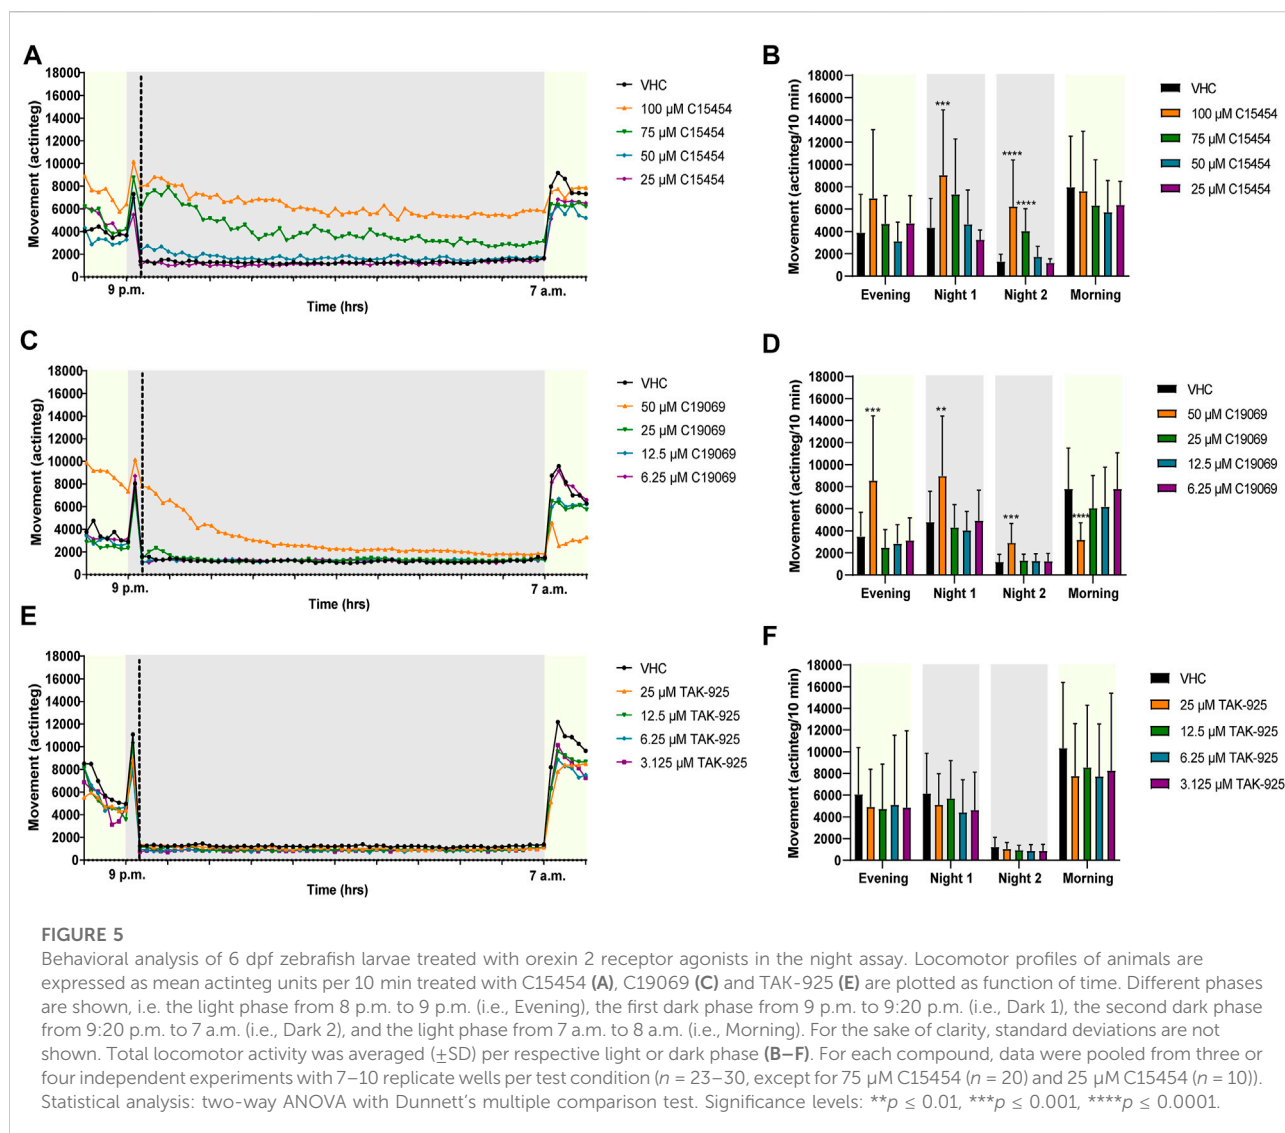 A
Movement (actinteg)
18000
16000
14000
12000
10000
8000
6000
4000
2000
0
9 p.m.
7 a.m.
Time (hrs)
VHC
100 µM C15454
75 µM C15454
50 µM C15454
25 µM C15454
B
Movement (actinteg/10 min)
18000
16000
14000
12000
10000
8000
6000
4000
2000
0
***
****
****
Evening
Night 1
Night 2
Morning
VHC
100 µM C15454
75 µM C15454
50 µM C15454
25 µM C15454
C
Movement (actinteg)
18000
16000
14000
12000
10000
8000
6000
4000
2000
0
9 p.m.
7 a.m.
Time (hrs)
VHC
50 µM C19069
25 µM C19069
12.5 µM C19069
6.25 µM C19069
D
Movement (actinteg/10 min)
18000
16000
14000
12000
10000
8000
6000
4000
2000
0
***
**
***
****
Evening
Night 1
Night 2
Morning
VHC
50 µM C19069
25 µM C19069
12.5 µM C19069
6.25 µM C19069
E
Movement (actinteg)
18000
16000
14000
12000
10000
8000
6000
4000
2000
0
9 p.m.
7 a.m.
Time (hrs)
VHC
25 µM TAK-925
12.5 µM TAK-925
6.25 µM TAK-925
3.125 µM TAK-925
F
Movement (actinteg/10 min)
18000
16000
14000
12000
10000
8000
6000
4000
2000
0
Evening
Night 1
Night 2
Morning
VHC
25 µM TAK-925
12.5 µM TAK-925
6.25 µM TAK-925
3.125 µM TAK-925
FIGURE 5
Behavioral analysis of 6 dpf zebrafish larvae treated with orexin 2 receptor agonists in the night assay. Locomotor profiles of animals are
expressed as mean actinteg units per 10 min treated with C15454 (A), C19069 (C) and TAK-925 (E) are plotted as function of time. Different phases
are shown, i.e. the light phase from 8 p.m. to 9 p.m. (i.e., Evening), the first dark phase from 9 p.m. to 9:20 p.m. (i.e., Dark 1), the second dark phase
from 9:20 p.m. to 7 a.m. (i.e., Dark 2), and the light phase from 7 a.m. to 8 a.m. (i.e., Morning). For the sake of clarity, standard deviations are not
shown. Total locomotor activity was averaged (±SD) per respective light or dark phase (B–F). For each compound, data were pooled from three or
four independent experiments with 7–10 replicate wells per test condition (n = 23–30, except for 75 µM C15454 (n = 20) and 25 µM C15454 (n = 10)).
Statistical analysis: two-way ANOVA with Dunnett's multiple comparison test. Significance levels: **p ≤ 0.01, ***p ≤ 0.001, ****p ≤ 0.0001.